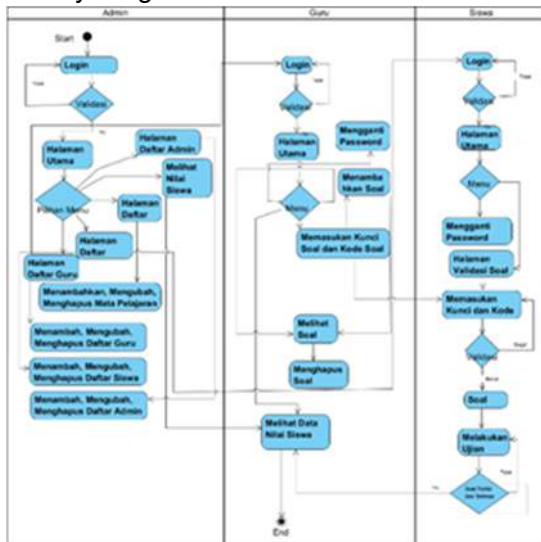 Admin
Guru
Siswa
Start
Login
Validasi
Halaman
Utama
Halaman
Daftar Admin
Melihat
Nilai
Siswa
Pilihan Menu
Halaman
Daftar
Halaman
Daftar
Halaman
Daftar Guru
Menambahkan, Mengubah,
Menghapus Mata Pelajaran
Menambah, Mengubah,
Menghapus Daftar Guru
Menambah, Mengubah,
Menghapus Daftar Siswa
Menambah, Mengubah,
Menghapus Daftar Admin
Login
Validasi
Halaman
Utama
Mengganti
Password
Menamba
hkan Soal
Menu
Memasukan Kunci
Soal dan Kode Soal
Melihat
Soal
Menghapus
Soal
Melihat Data
Nilai Siswa
End
Login
Validasi
Halaman
Utama
Menu
Mengganti
Password
Halaman
Validasi Soal
Memasukan
Kunci dan Kode
Validasi
Soal
Melakukan
Ujian